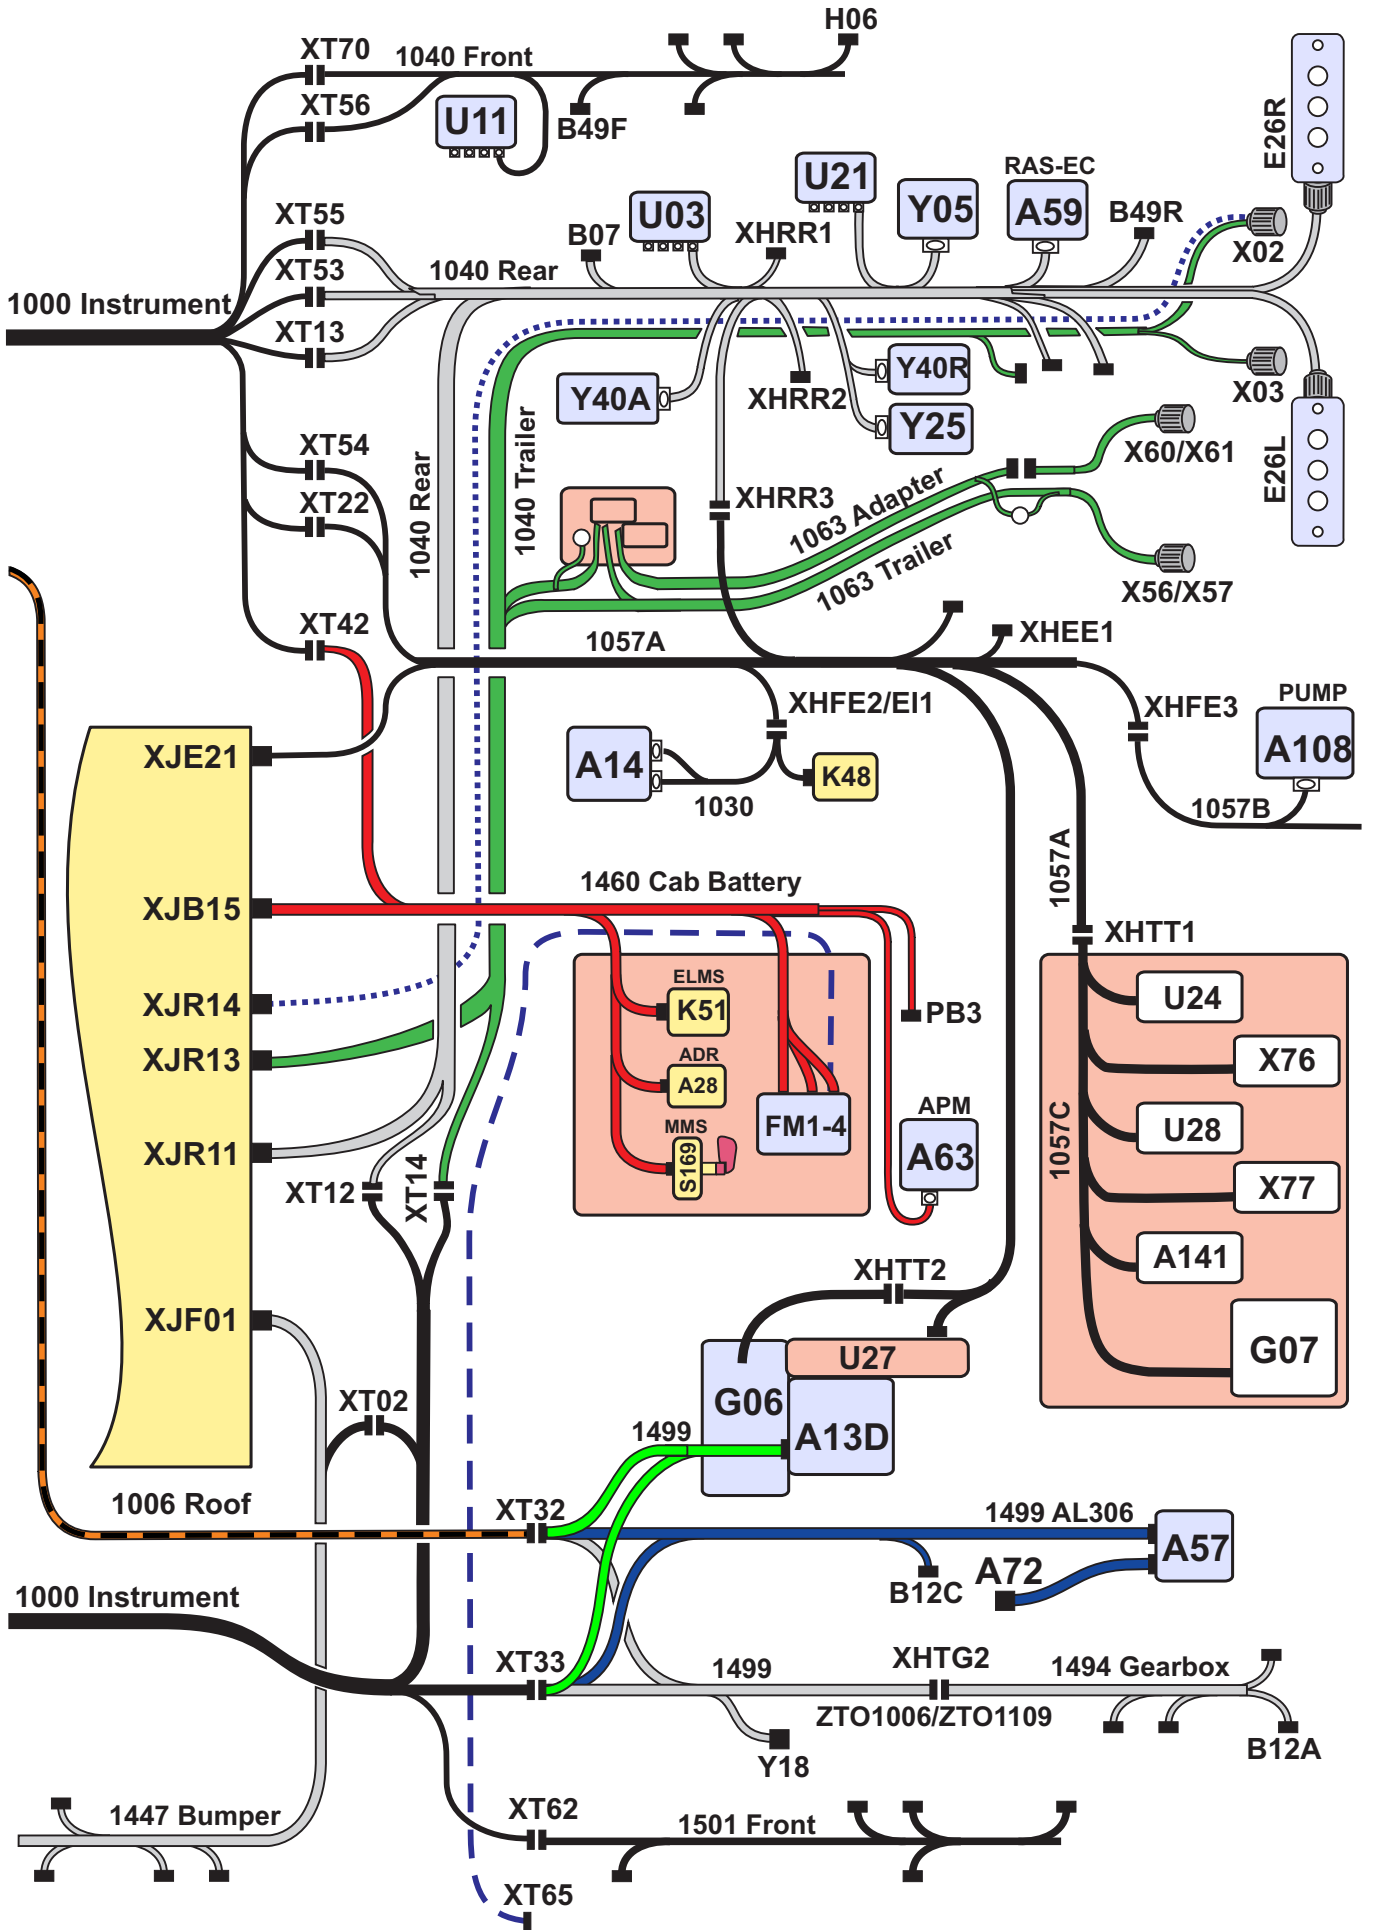 H06
XT70
1040 Front
XT56
U11
B49F
E26R
U21
RAS-EC
Y05
A59
B49R
XT55
U03
B07
XHRR1
X02
XT53
1040 Rear
1000 Instrument
XT13
Y40R
Y40A
XHRR2
X03
Y25
XT54
1040 Rear
1040 Trailer
X60/X61
E26L
XT22
XHRR3
1063 Adapter
1063 Trailer
X56/X57
XT42
1057A
XHEE1
XHFE2/EI1
XHFE3
PUMP
A108
XJE21
A14
K48
1030
1057B
1057A
1460 Cab Battery
XJB15
XHTT1
ELMS
K51
PB3
U24
XJR14
XJR13
ADR
A28
X76
APM
MMS
S169
FM1-4
A63
1057C
U28
XJR11
XT12
XT14
X77
A141
XHTT2
XJF01
U27
G07
G06
XT02
1499
A13D
1006 Roof
XT32
1499 AL306
A57
A72
B12C
1000 Instrument
XT33
1499
XHTG2
1494 Gearbox
ZTO1006/ZTO1109
B12A
Y18
1447 Bumper
XT62
1501 Front
XT65